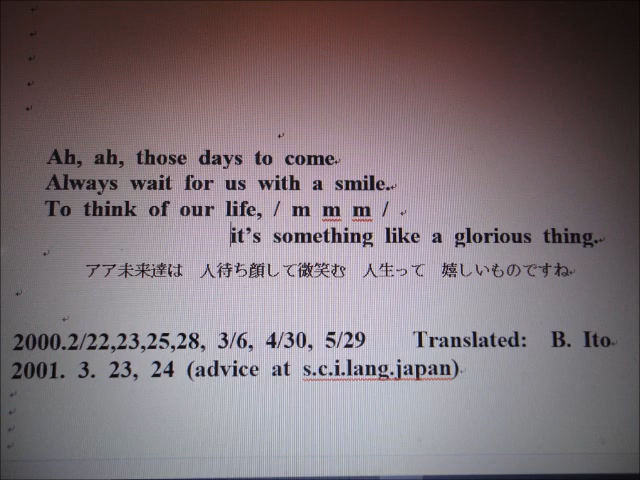 Ah, ah, those days to come
Always wait for us with a smile.
To think of our life, / m m m /
it's something like a glorious thing.
アア未来達は　人待ち顔して微笑む　人生って　嬉しいものですね
2000.2/22,23,25,28, 3/6, 4/30, 5/29 Translated: B. Ito
2001. 3. 23, 24 (advice at s.c.i.lang.japan)